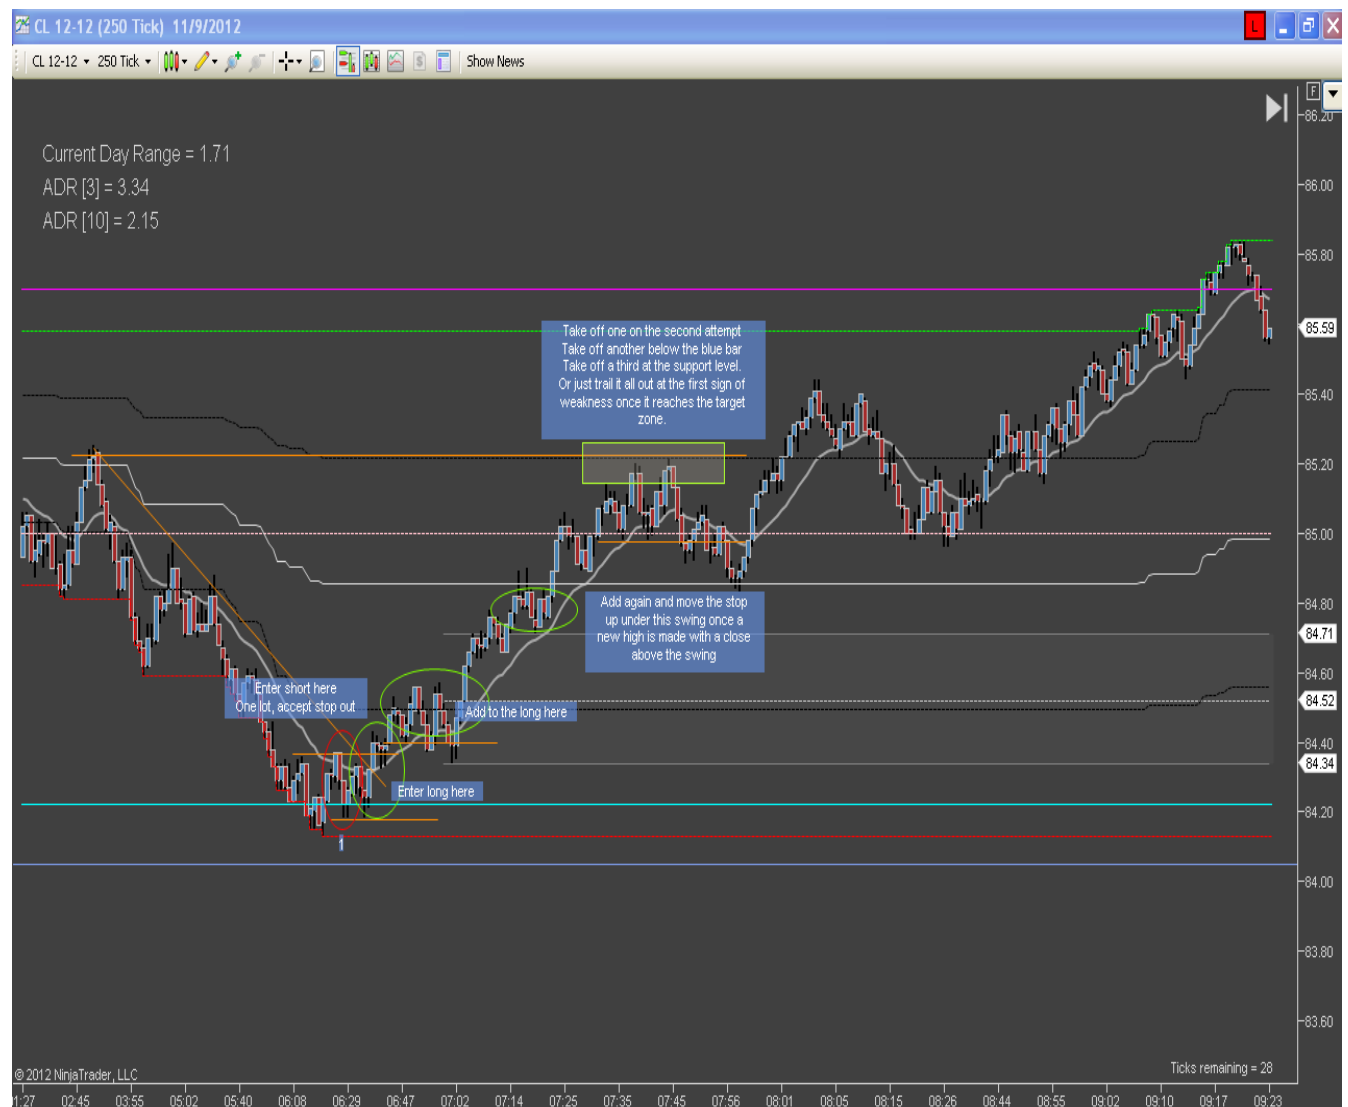 CL 12-12 (250 Tick) 11/9/2012
L
CL 12-12 250 Tick Show News
F
Current Day Range = 1.71
ADR [3] = 3.34
ADR [10] = 2.15
86.20
86.00
85.80
85.59
85.40
85.20
85.00
84.80
84.71
84.60
84.52
84.40
84.34
84.20
84.00
83.80
83.60
Take off one on the second attempt
Take off another below the blue bar
Take off a third at the support level.
Or just trail it all out at the first sign of
weakness once it reaches the target
zone.
Add again and move the stop
up under this swing once a
new high is made with a close
above the swing
Enter short here
One lot, accept stop out
Add to the long here
Enter long here
1
Ticks remaining = 28
© 2012 NinjaTrader, LLC
1:27 02:45 03:55 05:02 05:40 06:08 06:29 06:47 07:02 07:14 07:25 07:35 07:45 07:56 08:01 08:05 08:15 08:26 08:44 08:55 09:02 09:10 09:17 09:23